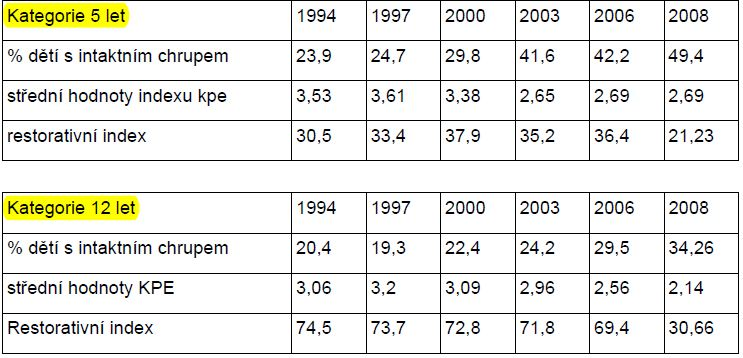 Kategorie 5 let 1994 1997 2000 2003 2006 2008
% dětí s intaktním chrupem 23,9 24,7 29,8 41,6 42,2 49,4
střední hodnoty indexu kpe 3,53 3,61 3,38 2,65 2,69 2,69
restorativní index 30,5 33,4 37,9 35,2 36,4 21,23
Kategorie 12 let 1994 1997 2000 2003 2006 2008
% dětí s intaktním chrupem 20,4 19,3 22,4 24,2 29,5 34,26
střední hodnoty KPE 3,06 3,2 3,09 2,96 2,56 2,14
Restorativní index 74,5 73,7 72,8 71,8 69,4 30,66